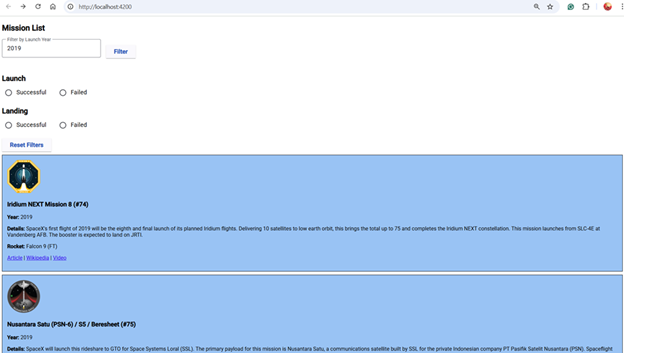 http://localhost:4200
Mission List
Filter by Launch Year
2019
Filter
Launch
Successful Failed
Landing
Successful Failed
Reset Filters
Iridium NEXT Mission 8 (#74)
Year: 2019
Details: SpaceX's first flight of 2019 will be the eighth and final launch of its planned Iridium flights. Delivering 10 satellites to low earth orbit, this brings the total up to 75 and completes the Iridium NEXT constellation. This mission launches from SLC-4E at
Vandenberg AFB. The booster is expected to land on JRTI.
Rocket: Falcon 9 (FT)
Article | Wikipedia | Video
Nusantara Satu (PSN-6) / S5 / Beresheet (#75)
Year: 2019
Details: SpaceX will launch this rideshare to GTO for Space Systems Loral (SSL). The primary payload for this mission is Nusantara Satu, a communications satellite built by SSL for the private Indonesian company PT Pasifik Satelit Nusantara (PSN). Spaceflight